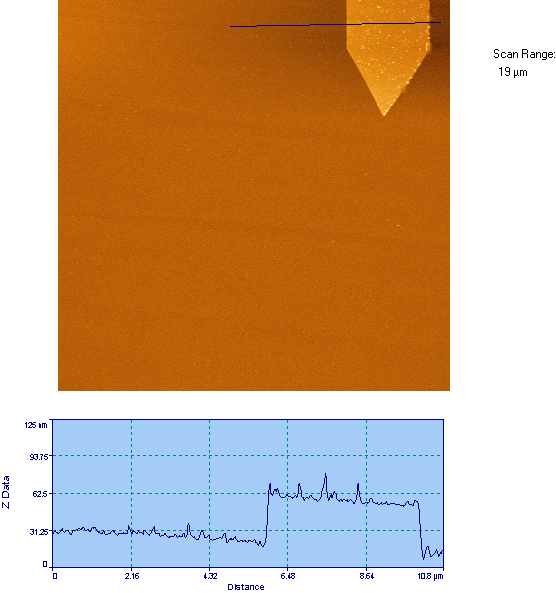 Scan Range:
19 µm
125 nm
93.75
62.5
31.25
0
Z Data
0
2.16
4.32
6.48
8.64
10.8 µm
Distance